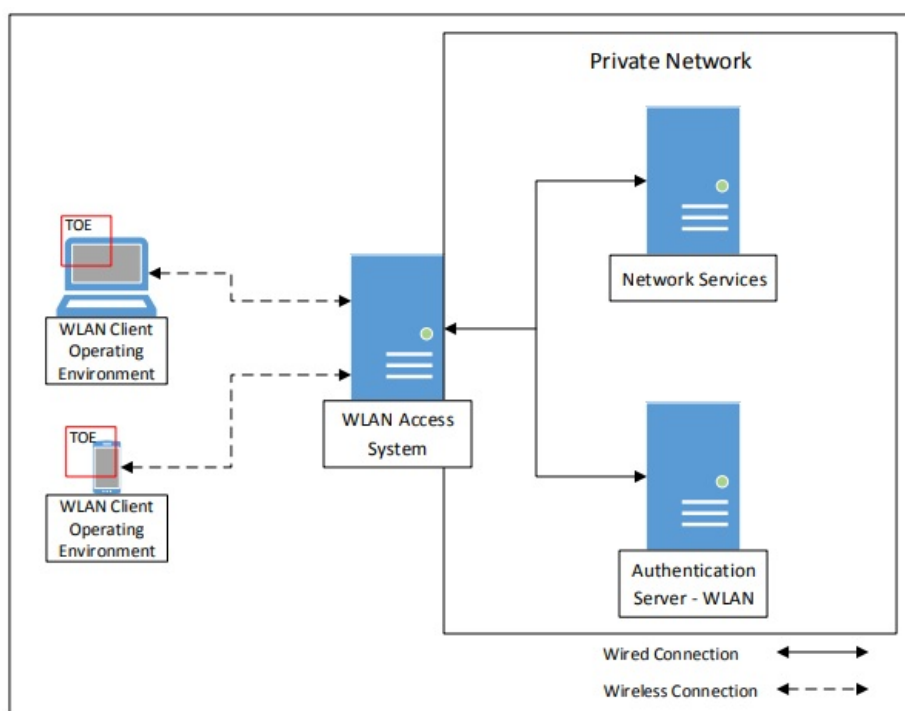 Private Network
TOE
WLAN Client
Operating
Environment
TOE
WLAN Client
Operating
Environment
WLAN Access
System
Network Services
Authentication
Server - WLAN
Wired Connection
Wireless Connection